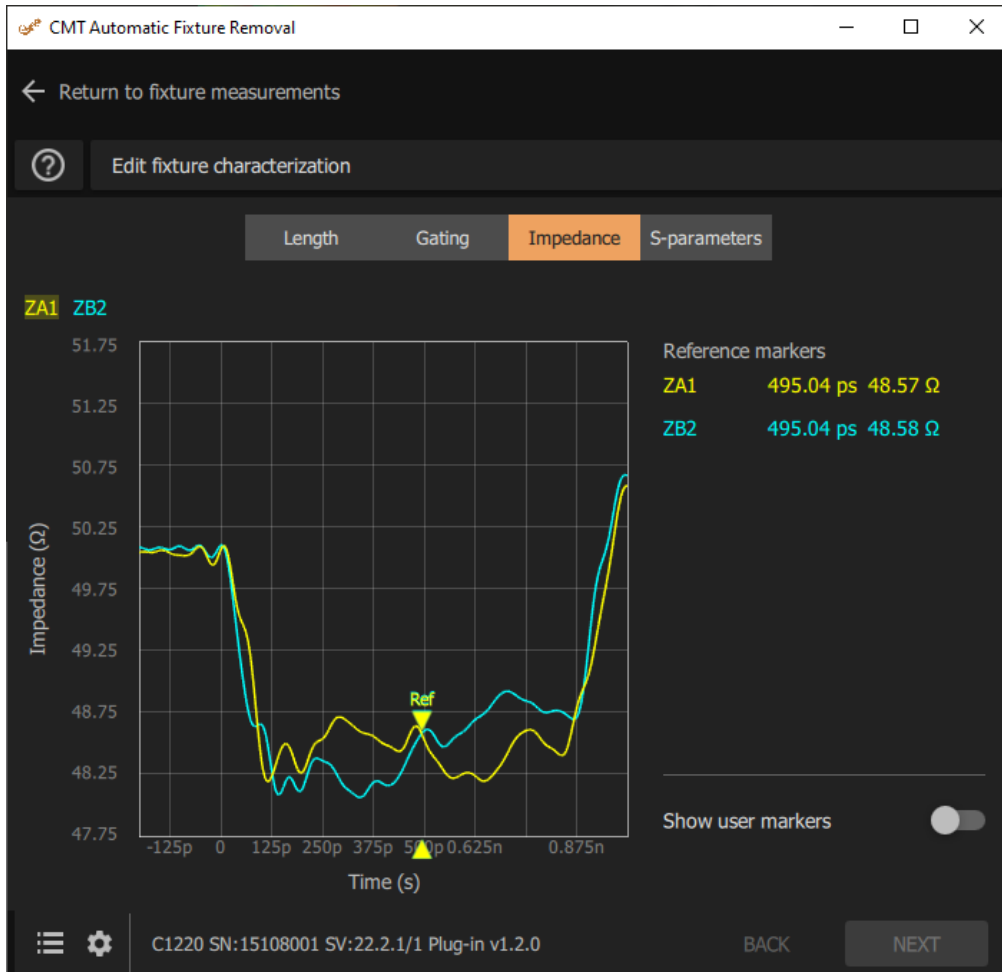 CMT Automatic Fixture Removal
Return to fixture measurements
Edit fixture characterization
Length Gating Impedance S-parameters
ZA1 ZB2
51.75
51.25
50.75
50.25
49.75
49.25
48.75
48.25
47.75
Impedance (Ω)
Ref
-125p 0 125p 250p 375p 500p 0.625n 0.875n
Time (s)
Reference markers
ZA1 495.04 ps 48.57 Ω
ZB2 495.04 ps 48.58 Ω
Show user markers
C1220 SN:15108001 SV:22.2.1/1 Plug-in v1.2.0
BACK NEXT